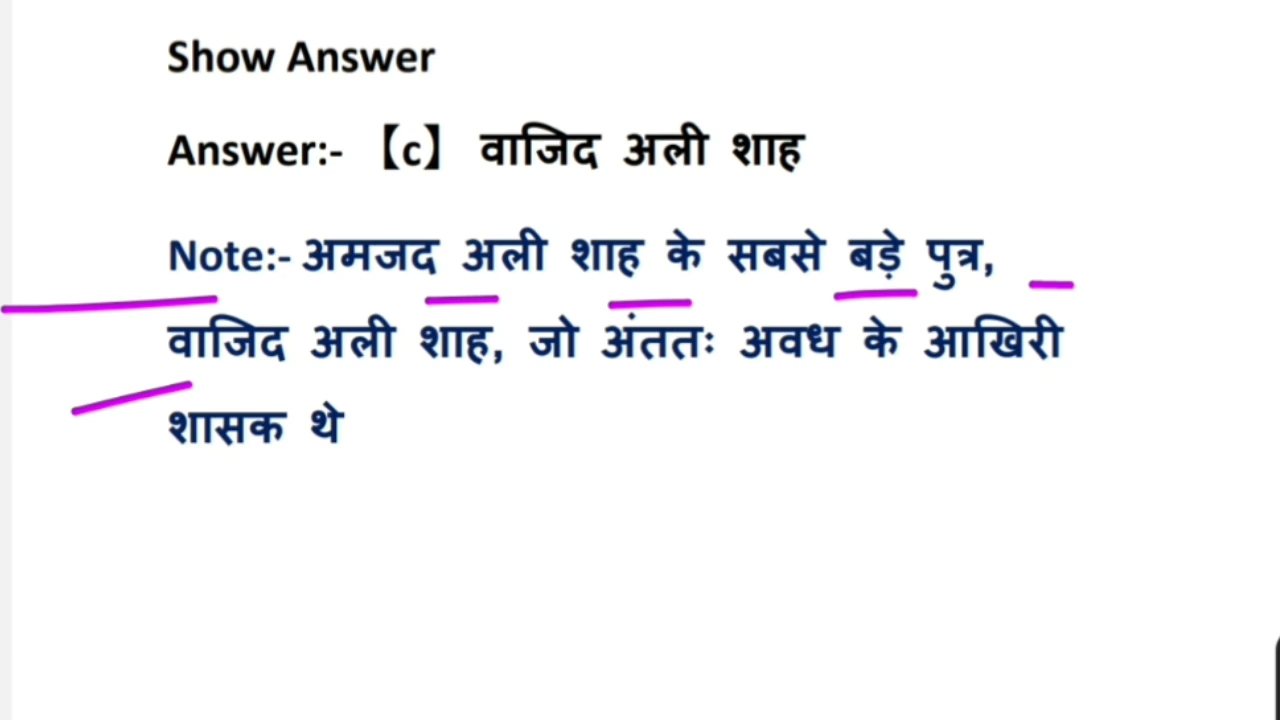 Show Answer
Answer:- 【c】 वाजिद अली शाह
Note:- अमजद अली शाह के सबसे बड़े पुत्र,
वाजिद अली शाह, जो अंततः अवध के आखिरी
शासक थे